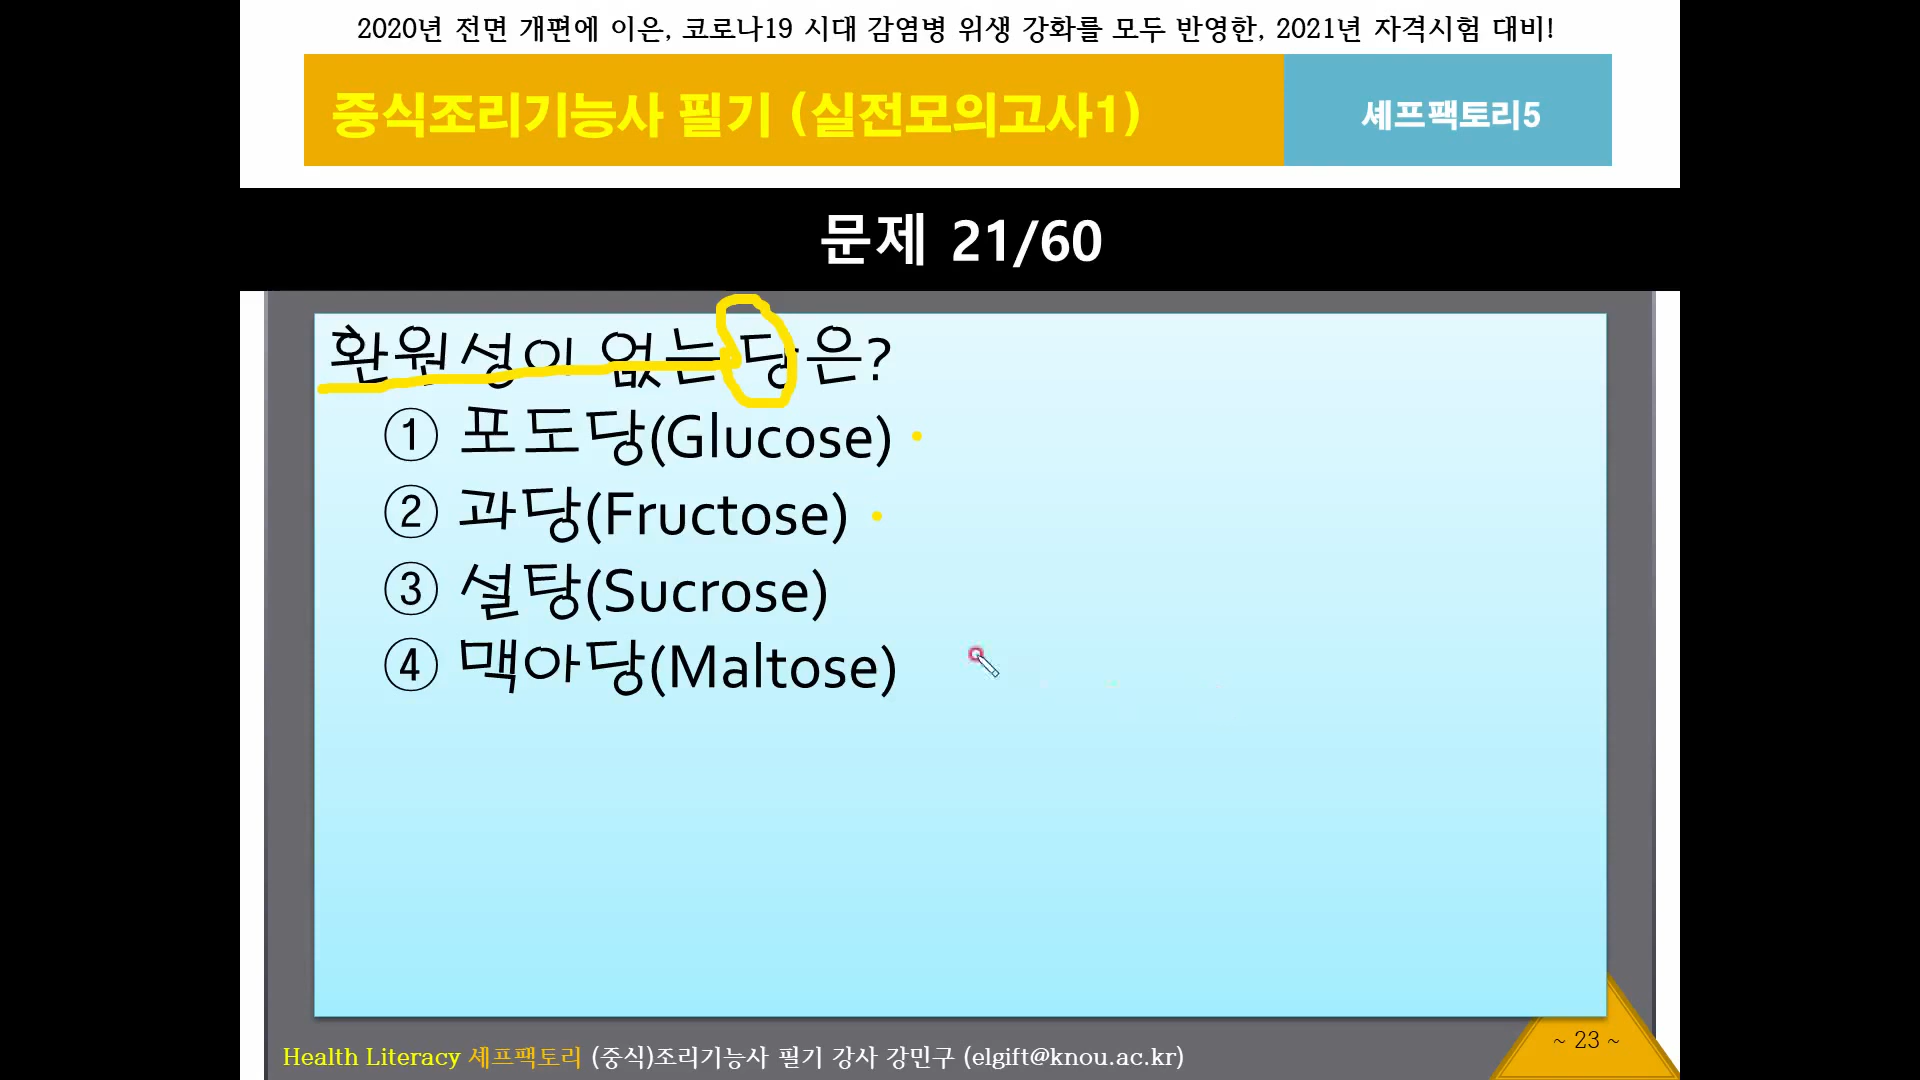 2020년 전면 개편에 이은, 코로나19 시대 감염병 위생 강화를 모두 반영한, 2021년 자격시험 대비!
중식조리기능사 필기 (실전모의고사1)
셰프팩토리5
문제 21/60
환원성이 없는 당은?
① 포도당(Glucose)
② 과당(Fructose)
③ 설탕(Sucrose)
④ 맥아당(Maltose)
~ 23 ~
Health Literacy 셰프팩토리 (중식)조리기능사 필기 강사 강민구 (elgift@knou.ac.kr)